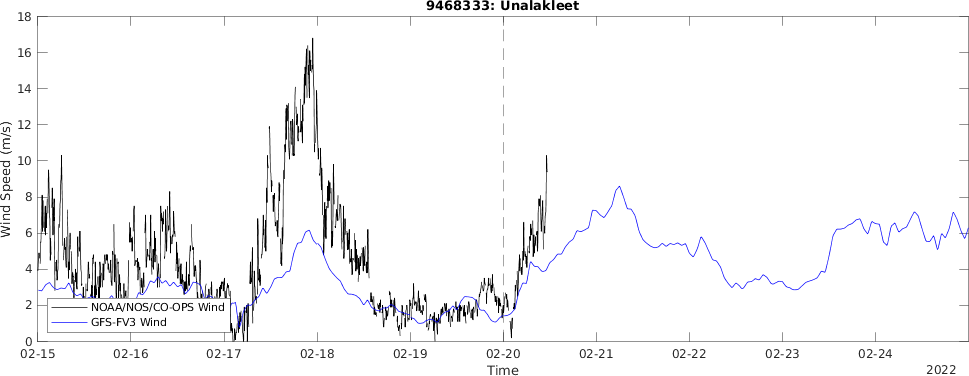 9468333: Unalakleet
18
16
14
12
10
8
6
4
2
0
Wind Speed (m/s)
NOAA/NOS/CO-OPS Wind
GFS-FV3 Wind
02-15 02-16 02-17 02-18 02-19 02-20 02-21 02-22 02-23 02-24
Time
2022